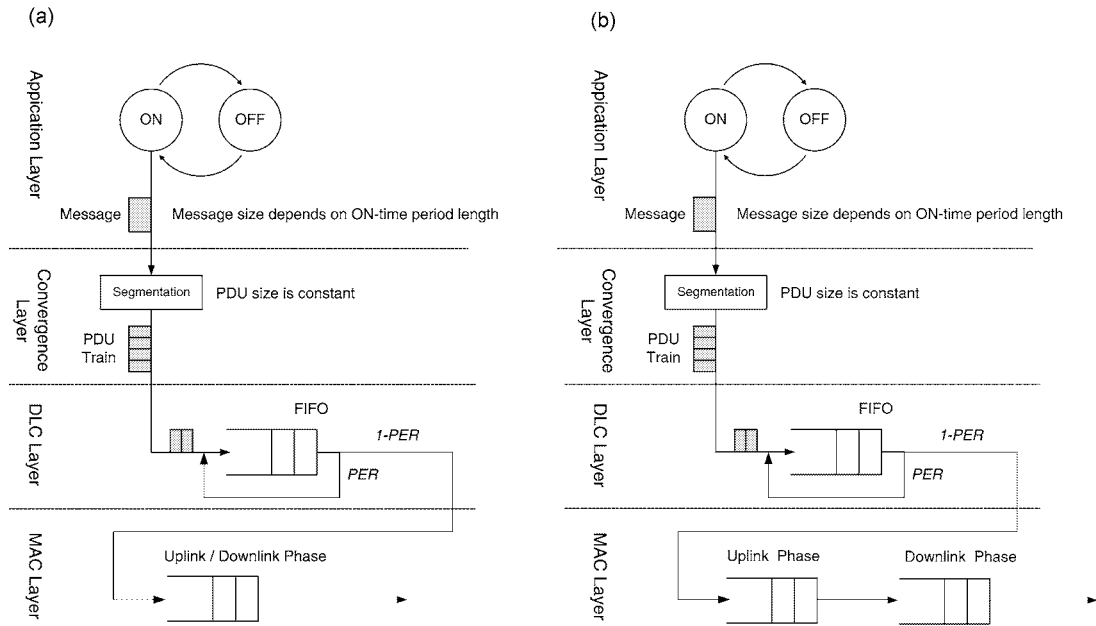 (a)
Appication Layer
ON
OFF
Message
Message size depends on ON-time period length
Convergence
Layer
Segmentation
PDU size is constant
PDU
Train
DLC Layer
FIFO
1-PER
PER
MAC Layer
Uplink / Downlink Phase
(b)
Appication Layer
ON
OFF
Message
Message size depends on ON-time period length
Convergence
Layer
Segmentation
PDU size is constant
PDU
Train
DLC Layer
FIFO
1-PER
PER
MAC Layer
Uplink Phase
Downlink Phase